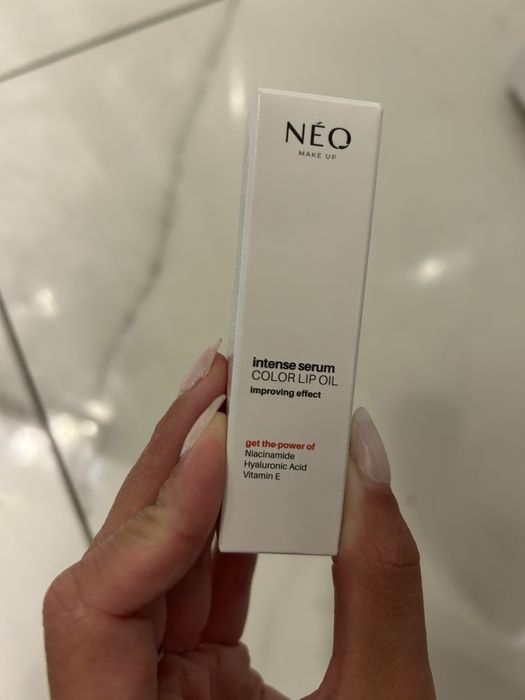 NÉO
MAKE UP
intense serum
COLOR LIP OIL
improving effect
get the power of
Niacinamide
Hyaluronic Acid
Vitamin E